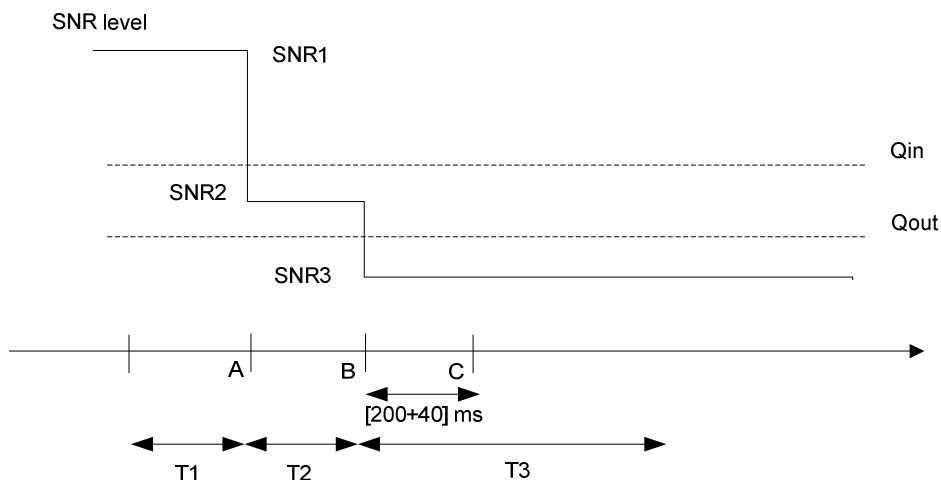 SNR level
SNR1
Qin
SNR2
Qout
SNR3
A
B
C
[200+40] ms
T1
T2
T3